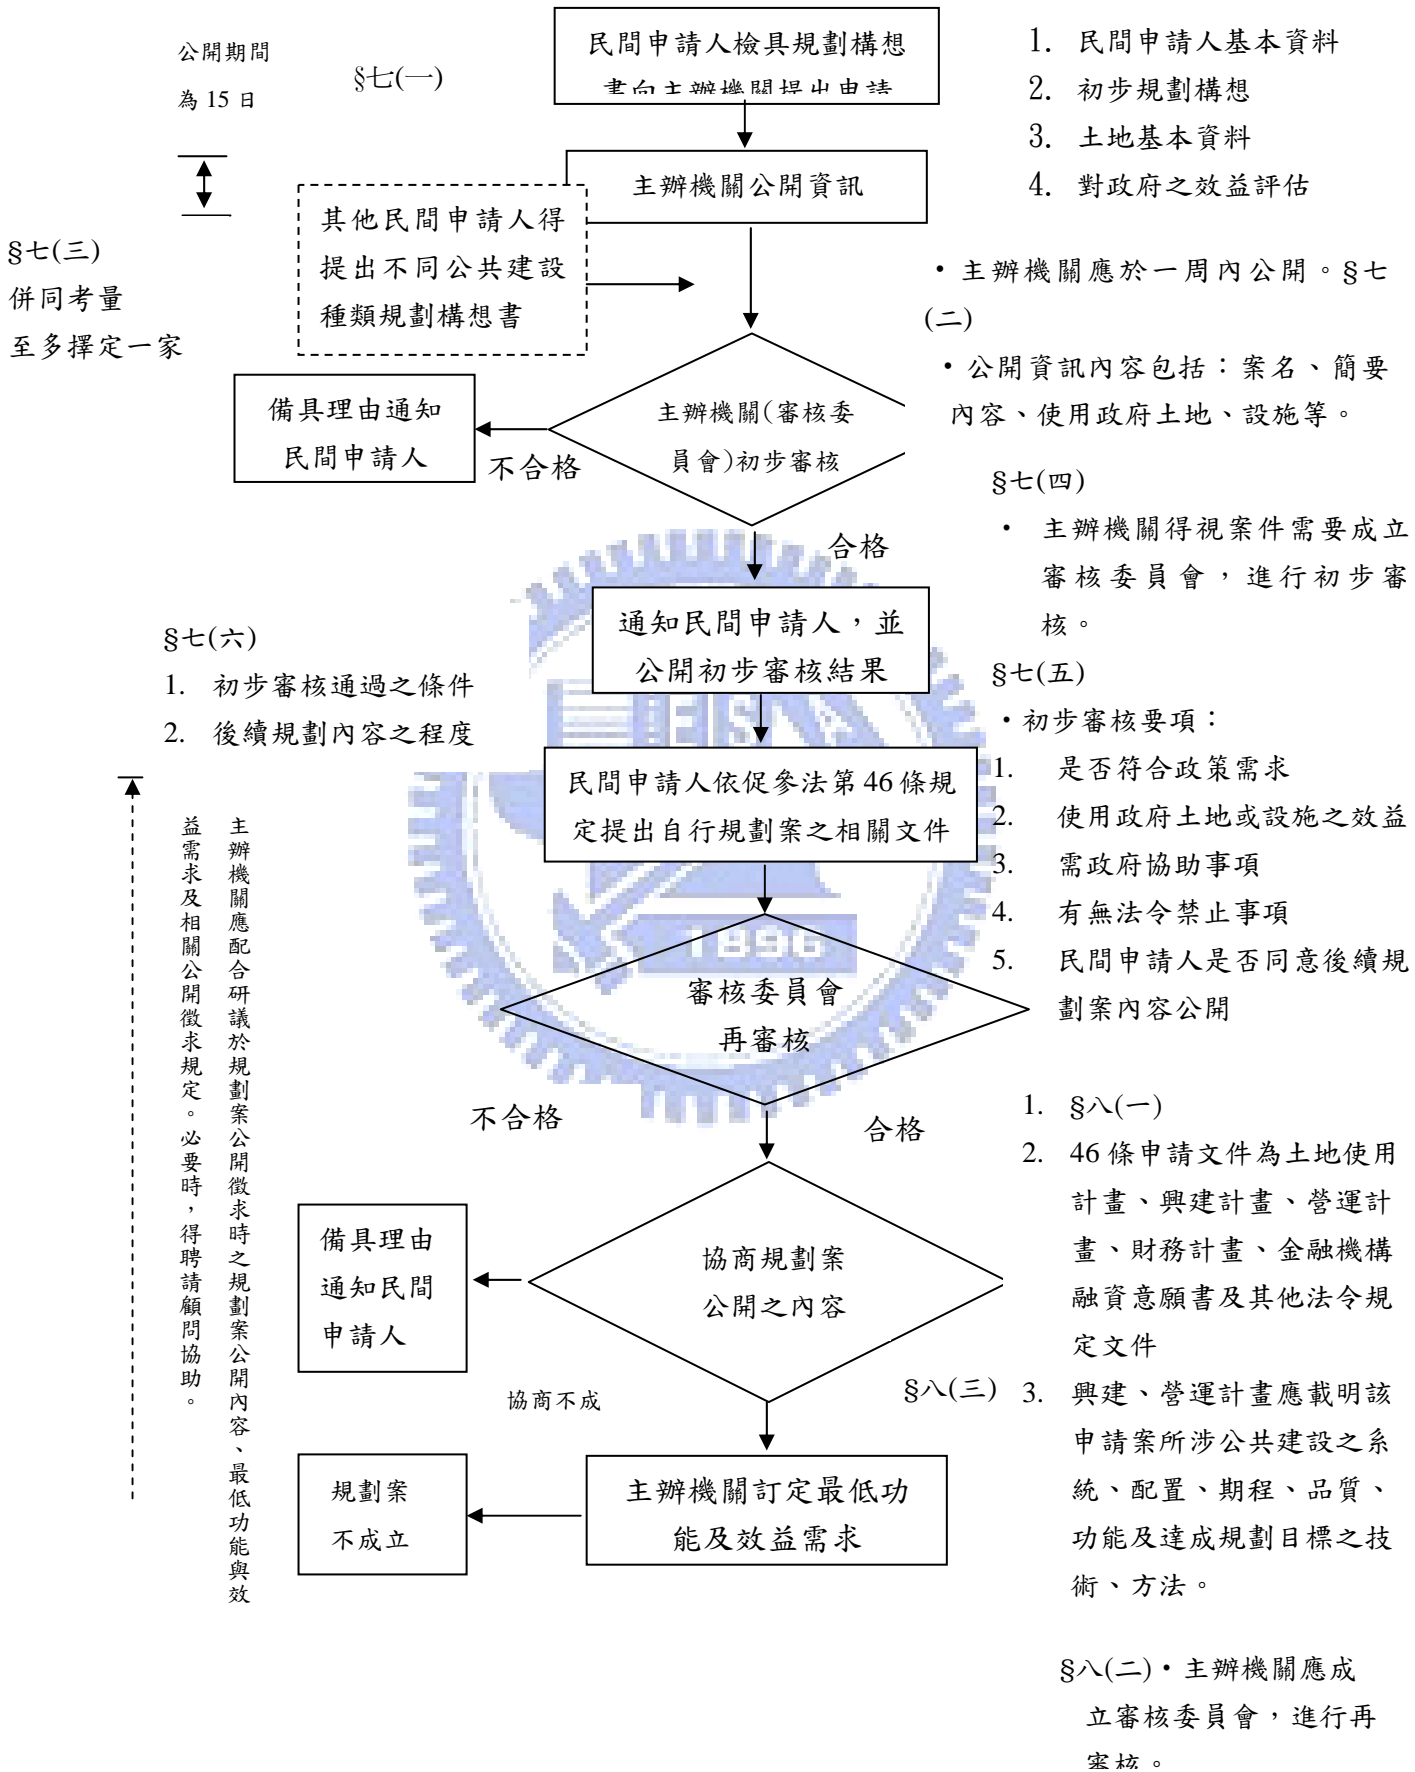 公開期間
為 15 日
§七(一)
民間申請人檢具規劃構想
書向主辦機關提出申請
1. 民間申請人基本資料
2. 初步規劃構想
3. 土地基本資料
4. 對政府之效益評估
主辦機關公開資訊
其他民間申請人得
提出不同公共建設
種類規劃構想書
§七(三)
併同考量
至多擇定一家
•主辦機關應於一周內公開。§七
(二)
•公開資訊內容包括：案名、簡要
內容、使用政府土地、設施等。
備具理由通知
民間申請人
不合格
主辦機關(審核委
員會)初步審核
合格
§七(四)
• 主辦機關得視案件需要成立
審核委員會，進行初步審
核。
通知民間申請人，並
公開初步審核結果
§七(六)
1. 初步審核通過之條件
2. 後續規劃內容之程度
§七(五)
•初步審核要項：
1. 是否符合政策需求
2. 使用政府土地或設施之效益
3. 需政府協助事項
4. 有無法令禁止事項
5. 民間申請人是否同意後續規
劃案內容公開
民間申請人依促參法第 46 條規
定提出自行規劃案之相關文件
1896
主辦機關應配合研議於規劃案公開徵求時之規劃案公開內容、最低功能與效
益需求及相關公開徵求規定。必要時，得聘請顧問協助。
審核委員會
再審核
不合格
合格
1. §八(一)
2. 46 條申請文件為土地使用
計畫、興建計畫、營運計
畫、財務計畫、金融機構
融資意願書及其他法令規
定文件
3. 興建、營運計畫應載明該
申請案所涉公共建設之系
統、配置、期程、品質、
功能及達成規劃目標之技
術、方法。
備具理由
通知民間
申請人
協商規劃案
公開之內容
協商不成
§八(三)
規劃案
不成立
主辦機關訂定最低功
能及效益需求
§八(二)•主辦機關應成
立審核委員會，進行再
審核。